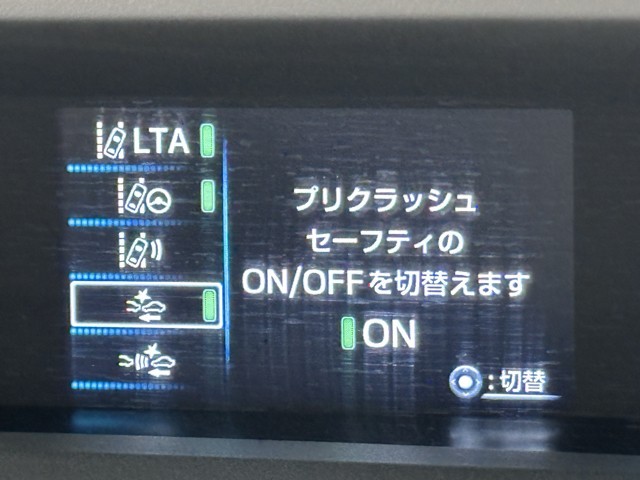 LTA
プリクラッシュ
セーフティの
ON/OFFを切替えます
ON
:切替